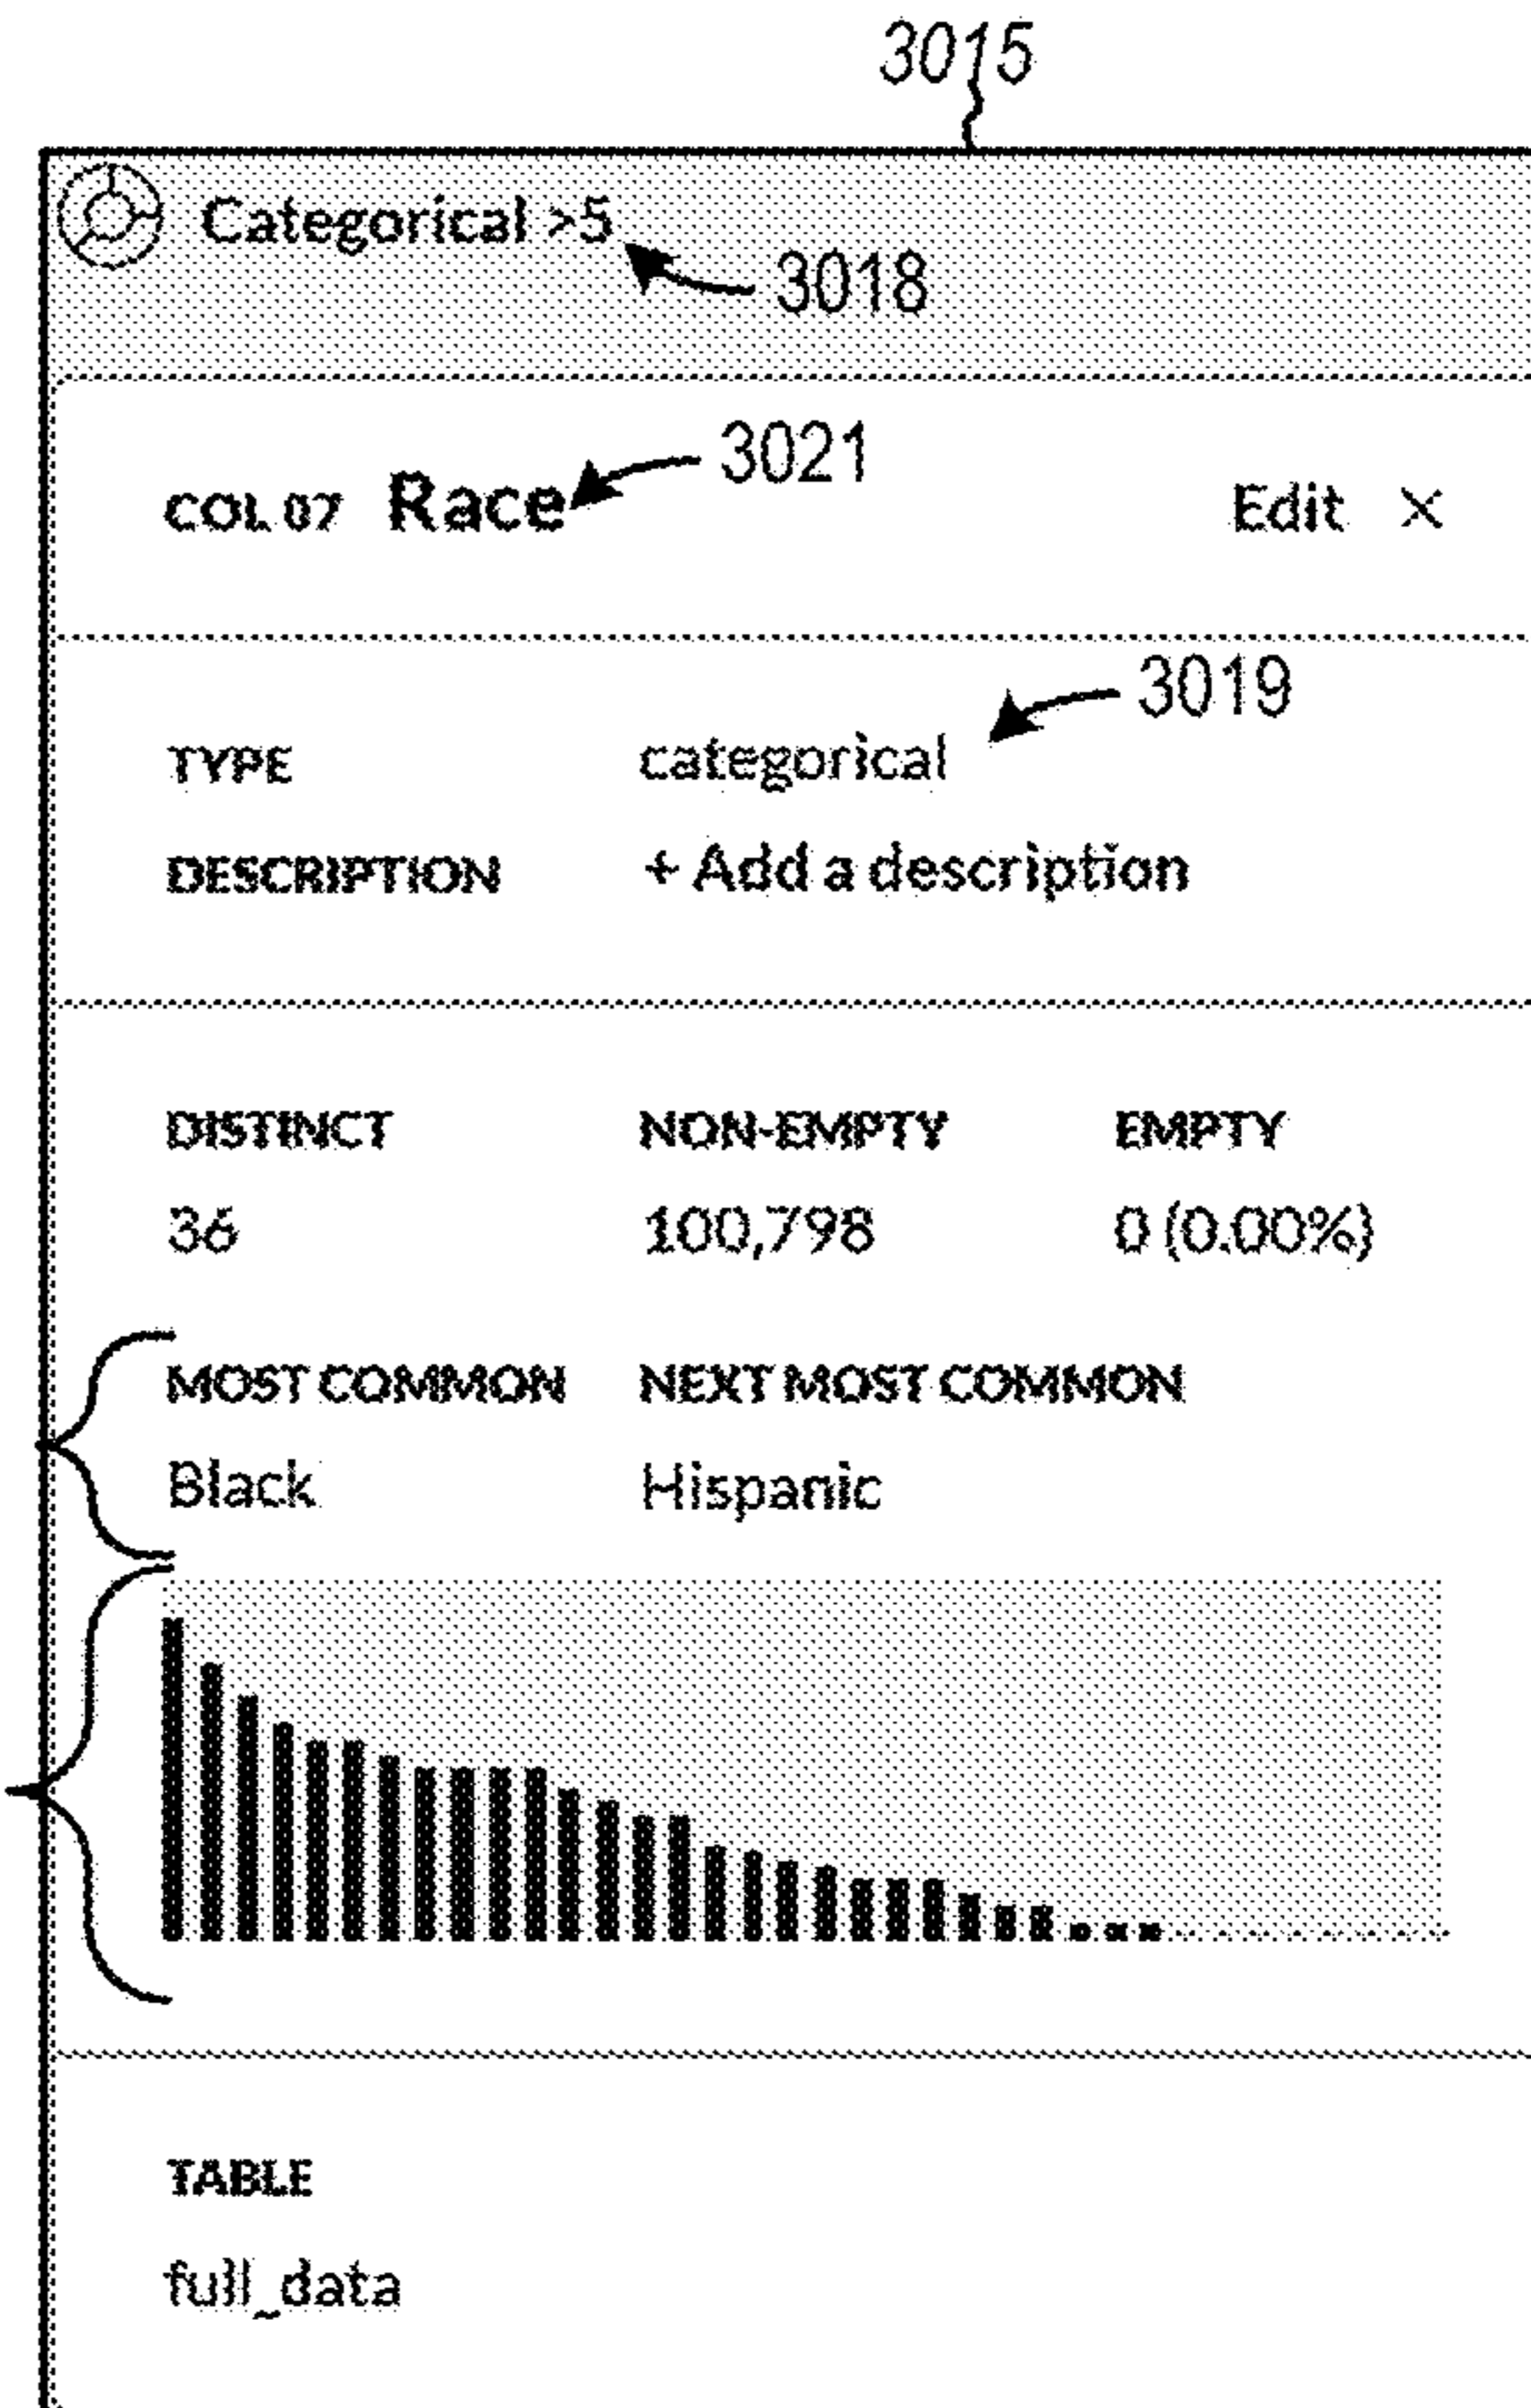 3015
Categorical >5
3018
COL 07 Race 3021 Edit ×
3019
TYPE categorical
DESCRIPTION + Add a description
DISTINCT NON-EMPTY EMPTY
36 100,798 0 (0.00%)
MOST COMMON NEXT MOST COMMON
Black Hispanic
TABLE
full_data